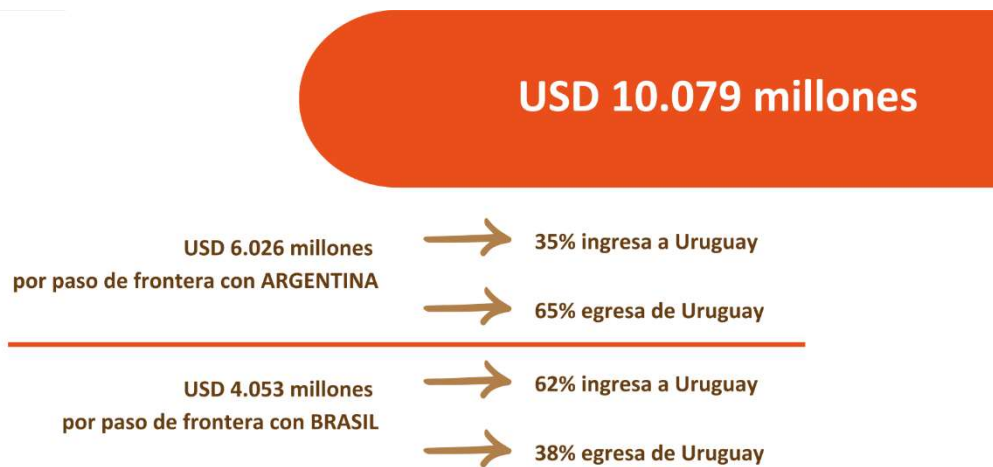 USD 10.079 millones
USD 6.026 millones
por paso de frontera con ARGENTINA
35% ingresa a Uruguay
65% egresa de Uruguay
USD 4.053 millones
por paso de frontera con BRASIL
62% ingresa a Uruguay
38% egresa de Uruguay